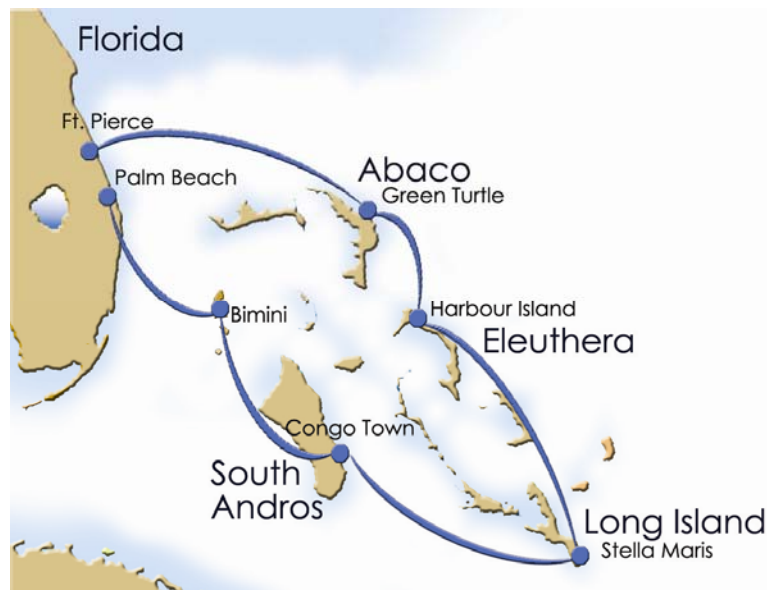 Florida
Ft. Pierce
Palm Beach
Abaco
Green Turtle
Bimini
Harbour Island
Eleuthera
Congo Town
South
Andros
Long Island
Stella Maris